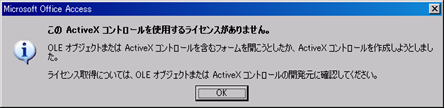 Microsoft Office Access
この ActiveX コントロールを使用するライセンスがありません。
OLE オブジェクトまたは ActiveX コントロールを含むフォームを開こうとしたか、ActiveX コントロールを作成しようとしまし
た。
ライセンス取得については、OLE オブジェクトまたは ActiveX コントロールの開発元に確認してください。
OK